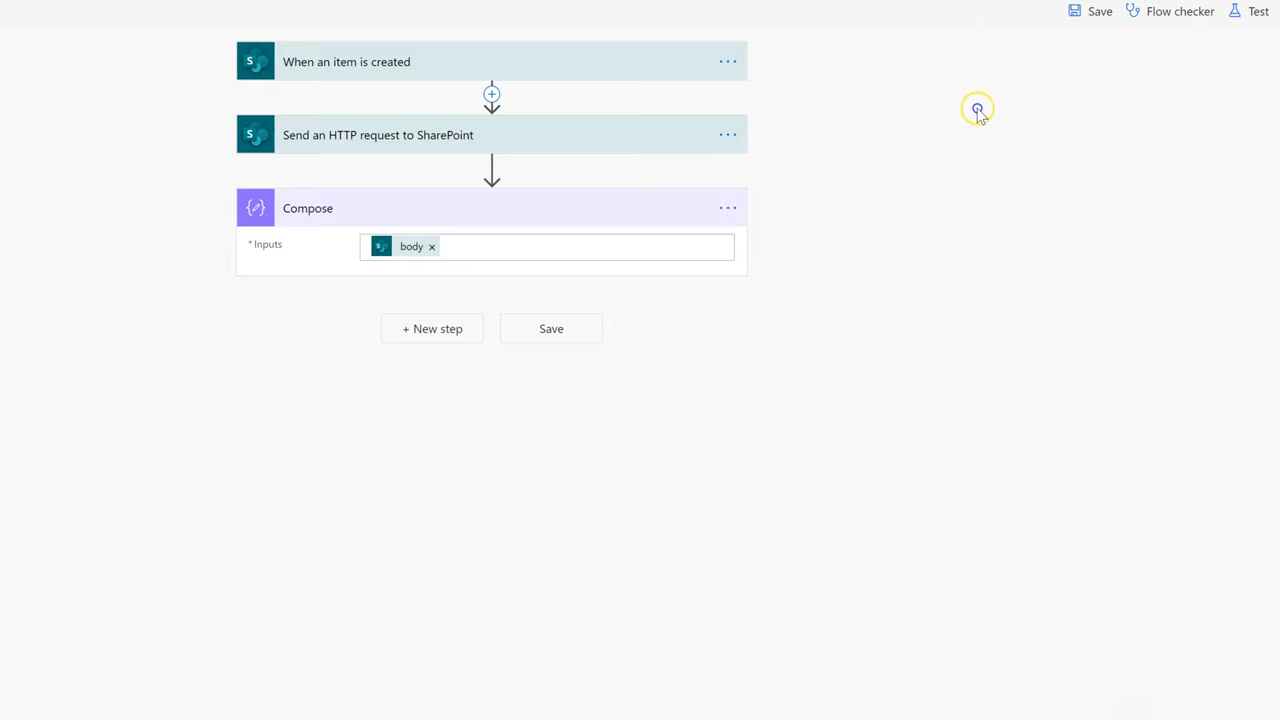 Save Flow checker Test
When an item is created
Send an HTTP request to SharePoint
Compose
* Inputs body ×
+ New step Save